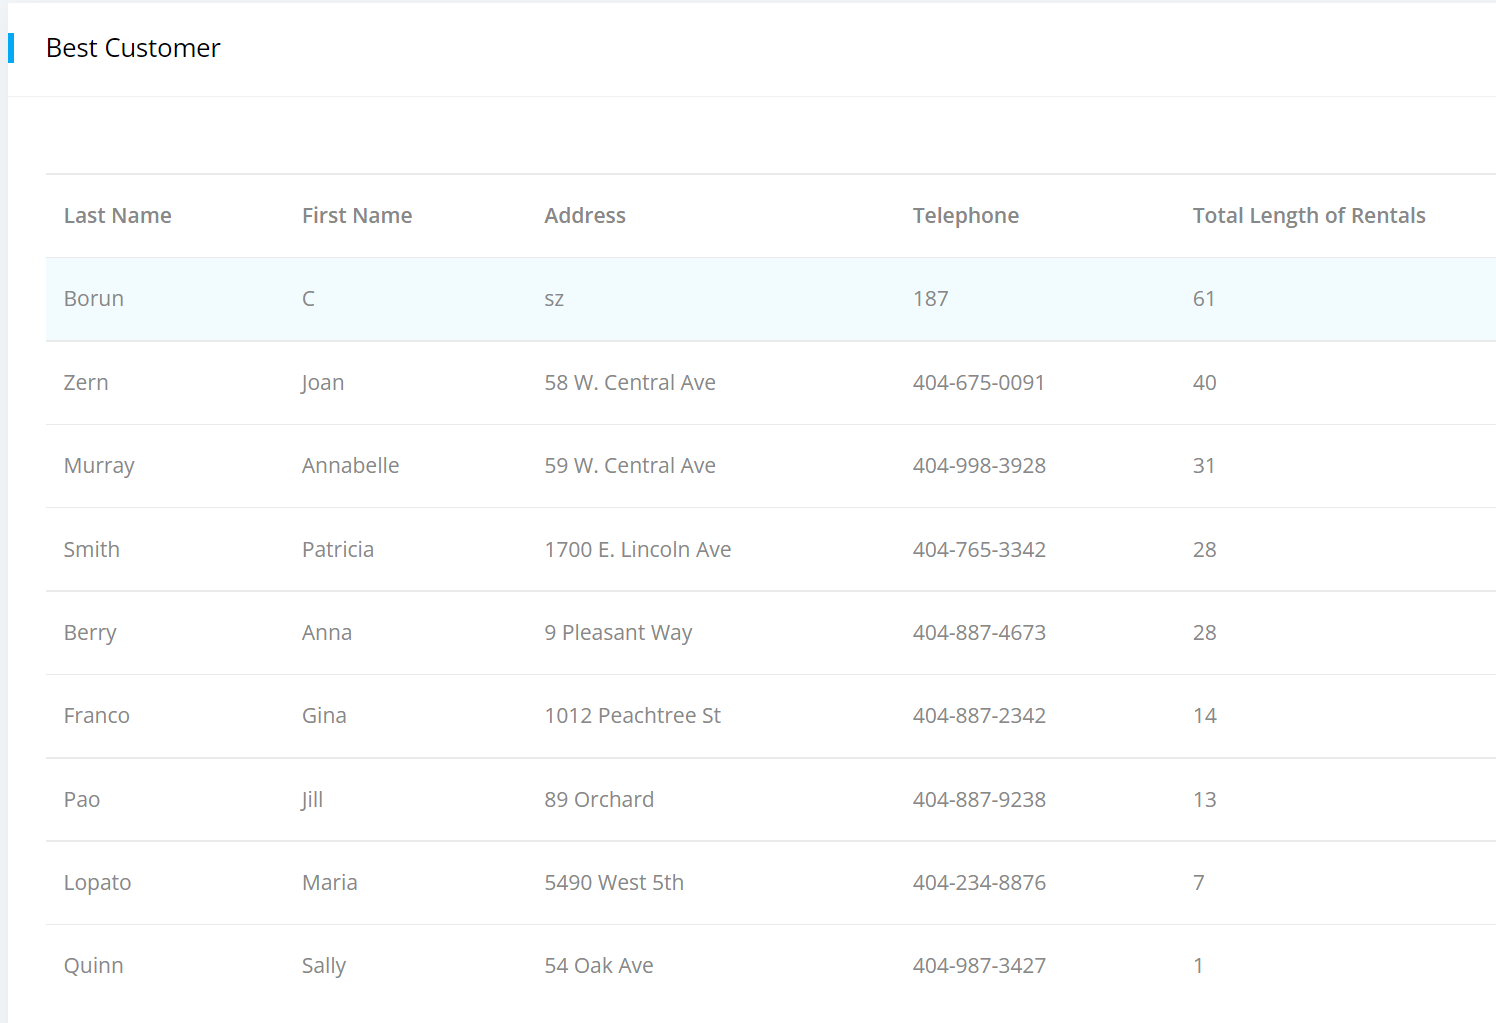 Best Customer
Last Name First Name Address Telephone Total Length of Rentals
Borun C sz 187 61
Zern Joan 58 W. Central Ave 404-675-0091 40
Murray Annabelle 59 W. Central Ave 404-998-3928 31
Smith Patricia 1700 E. Lincoln Ave 404-765-3342 28
Berry Anna 9 Pleasant Way 404-887-4673 28
Franco Gina 1012 Peachtree St 404-887-2342 14
Pao Jill 89 Orchard 404-887-9238 13
Lopato Maria 5490 West 5th 404-234-8876 7
Quinn Sally 54 Oak Ave 404-987-3427 1